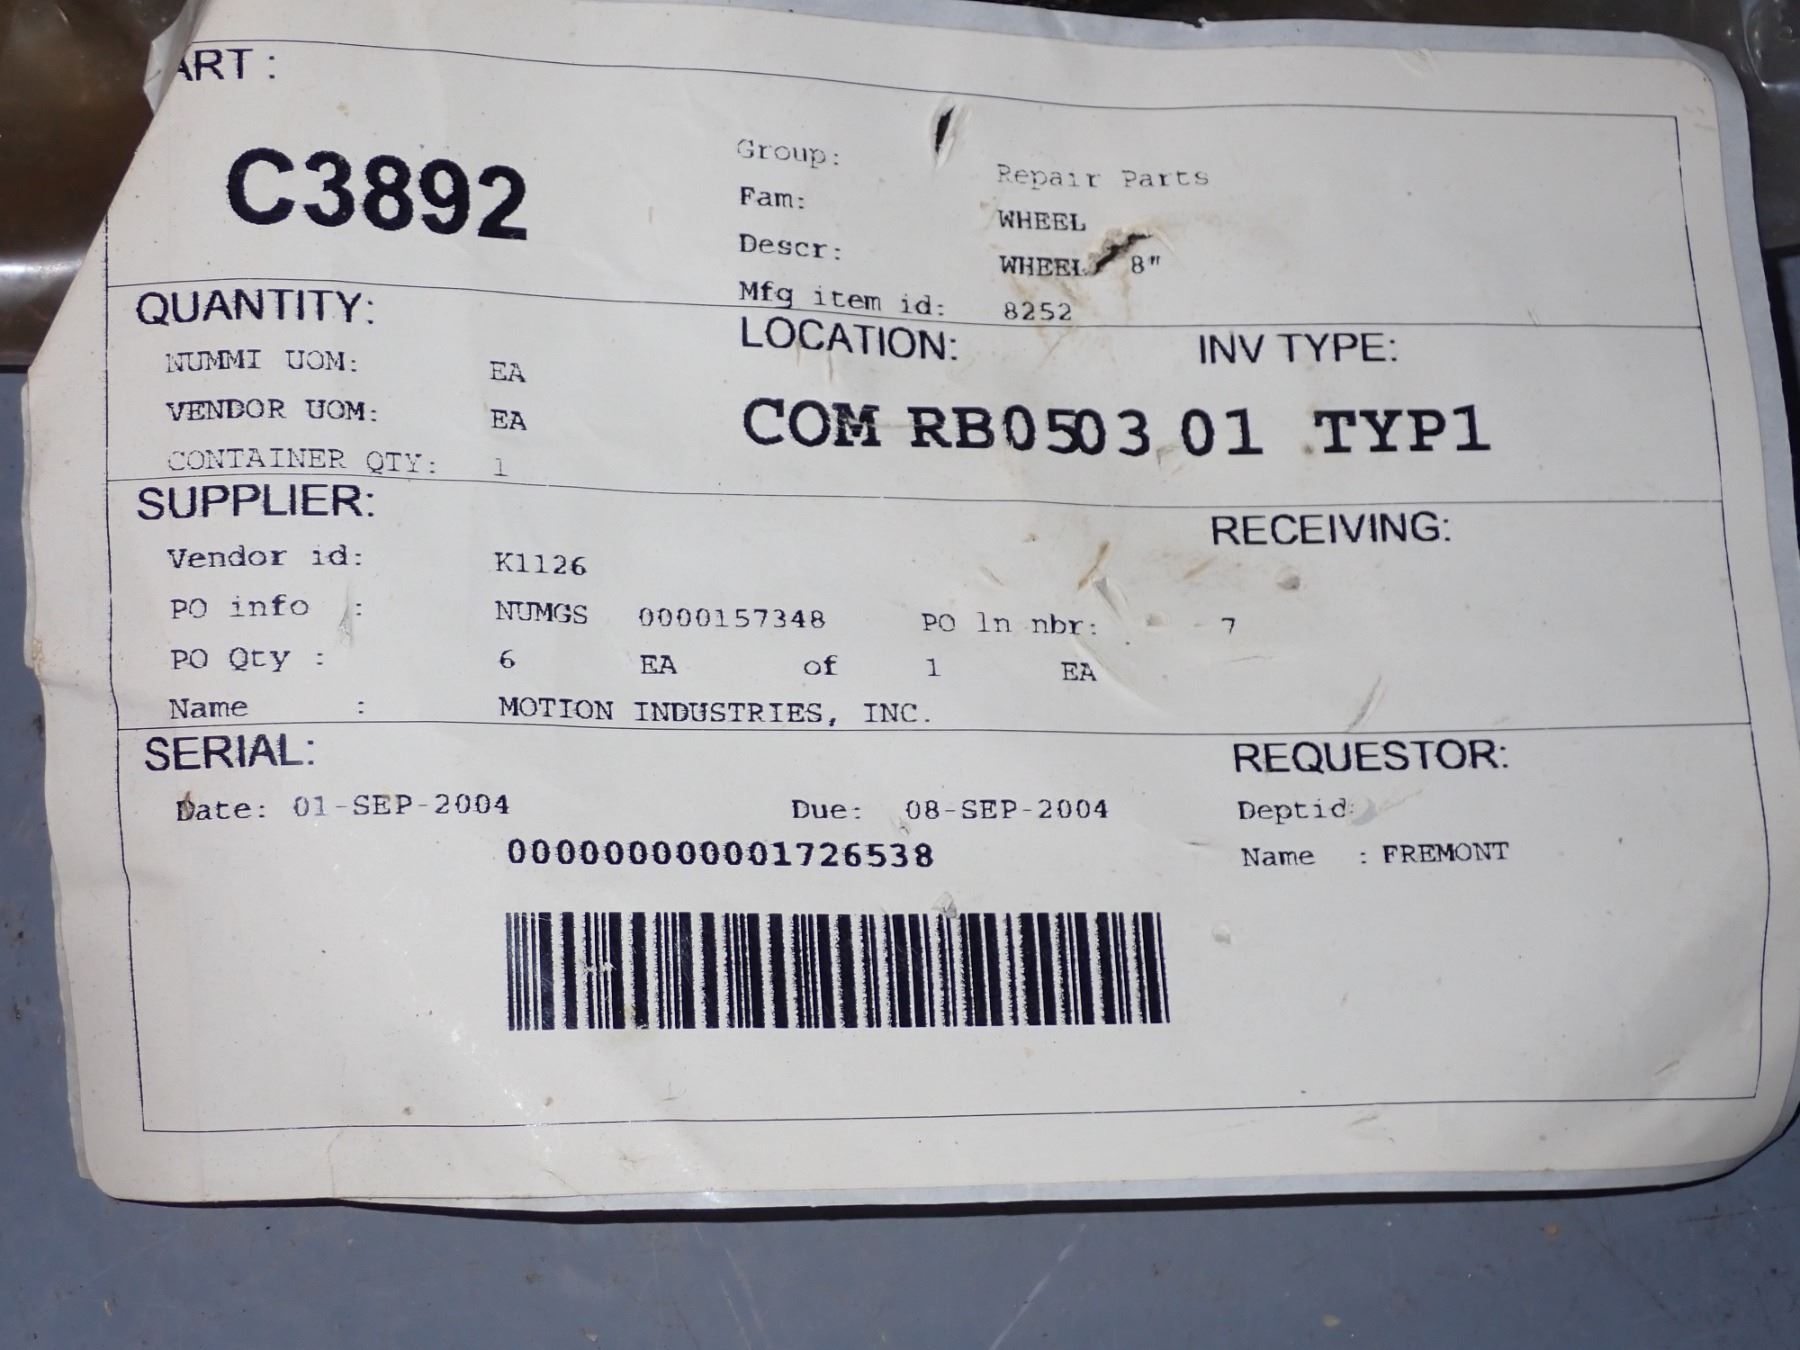 ART :
C3892
Group: Repair Parts
Fam: WHEEL
Descr: WHEEL 8"
Mfg item id: 8252
QUANTITY:
NUMMI UOM: EA
VENDOR UOM: EA
CONTAINER QTY: 1
LOCATION: INV TYPE:
COM RB0503 01 TYP1
SUPPLIER: RECEIVING:
Vendor id: K1126
PO info : NUMGS 0000157348 PO ln nbr: 7
PO Qty : 6 EA of 1 EA
Name : MOTION INDUSTRIES, INC.
SERIAL: REQUESTOR:
Date: 01-SEP-2004 Due: 08-SEP-2004 Deptid:
000000000001726538 Name : FREMONT